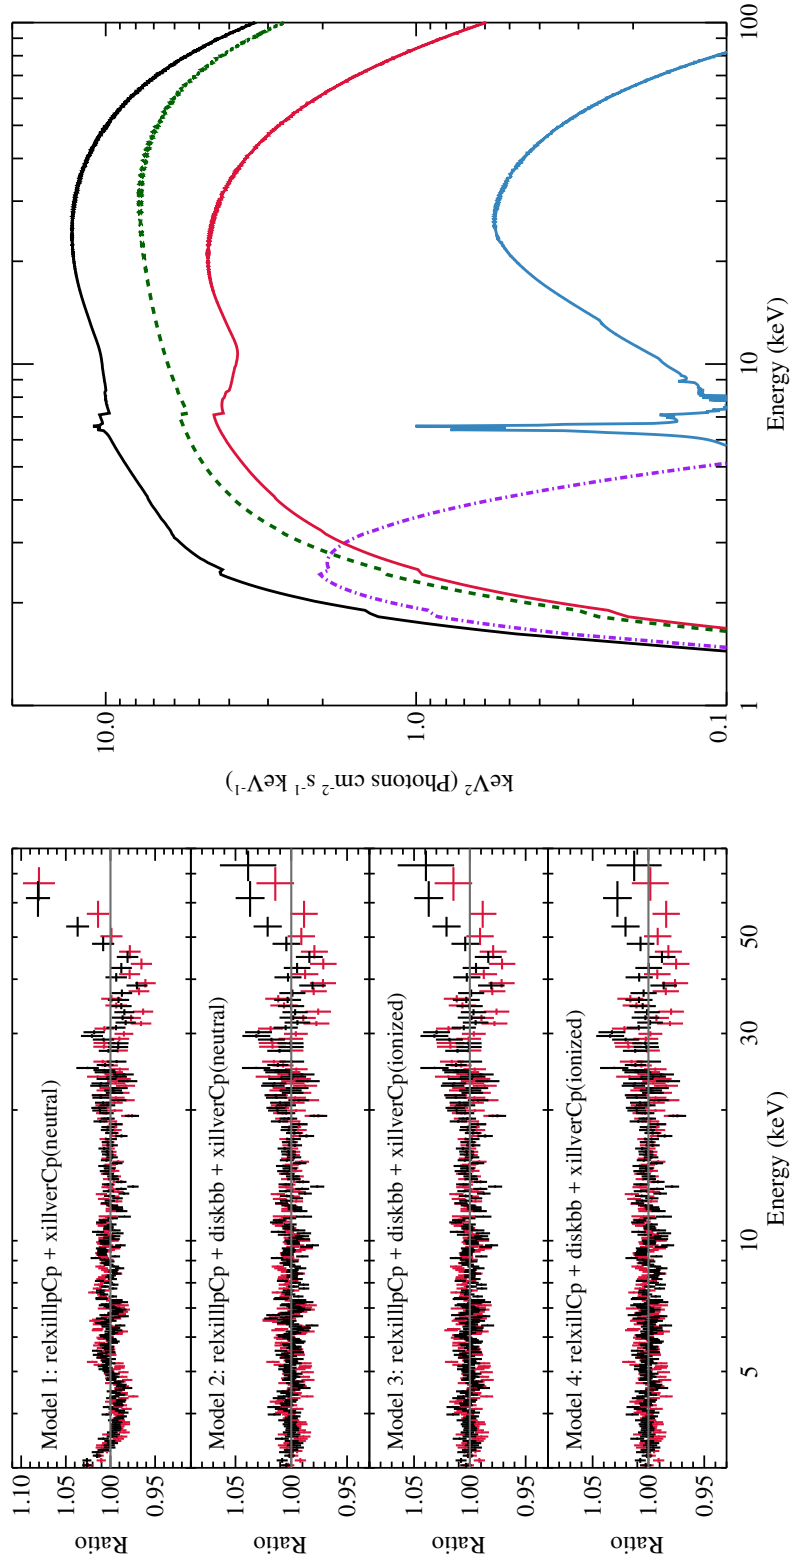 Model 1: relxilllpCp + xillverCp(neutral)
1.10
1.05
1.00
0.95
Ratio
Model 2: relxilllpCp + diskbb + xillverCp(neutral)
1.05
1.00
0.95
Ratio
Model 3: relxilllpCp + diskbb + xillverCp(ionized)
1.05
1.00
0.95
Ratio
Model 4: relxillCp + diskbb + xillverCp(ionized)
1.05
1.00
0.95
Ratio
5 10 30 50
Energy (keV)
10.0
1.0
0.1
keV² (Photons cm⁻² s⁻¹ keV⁻¹)
1 10 100
Energy (keV)